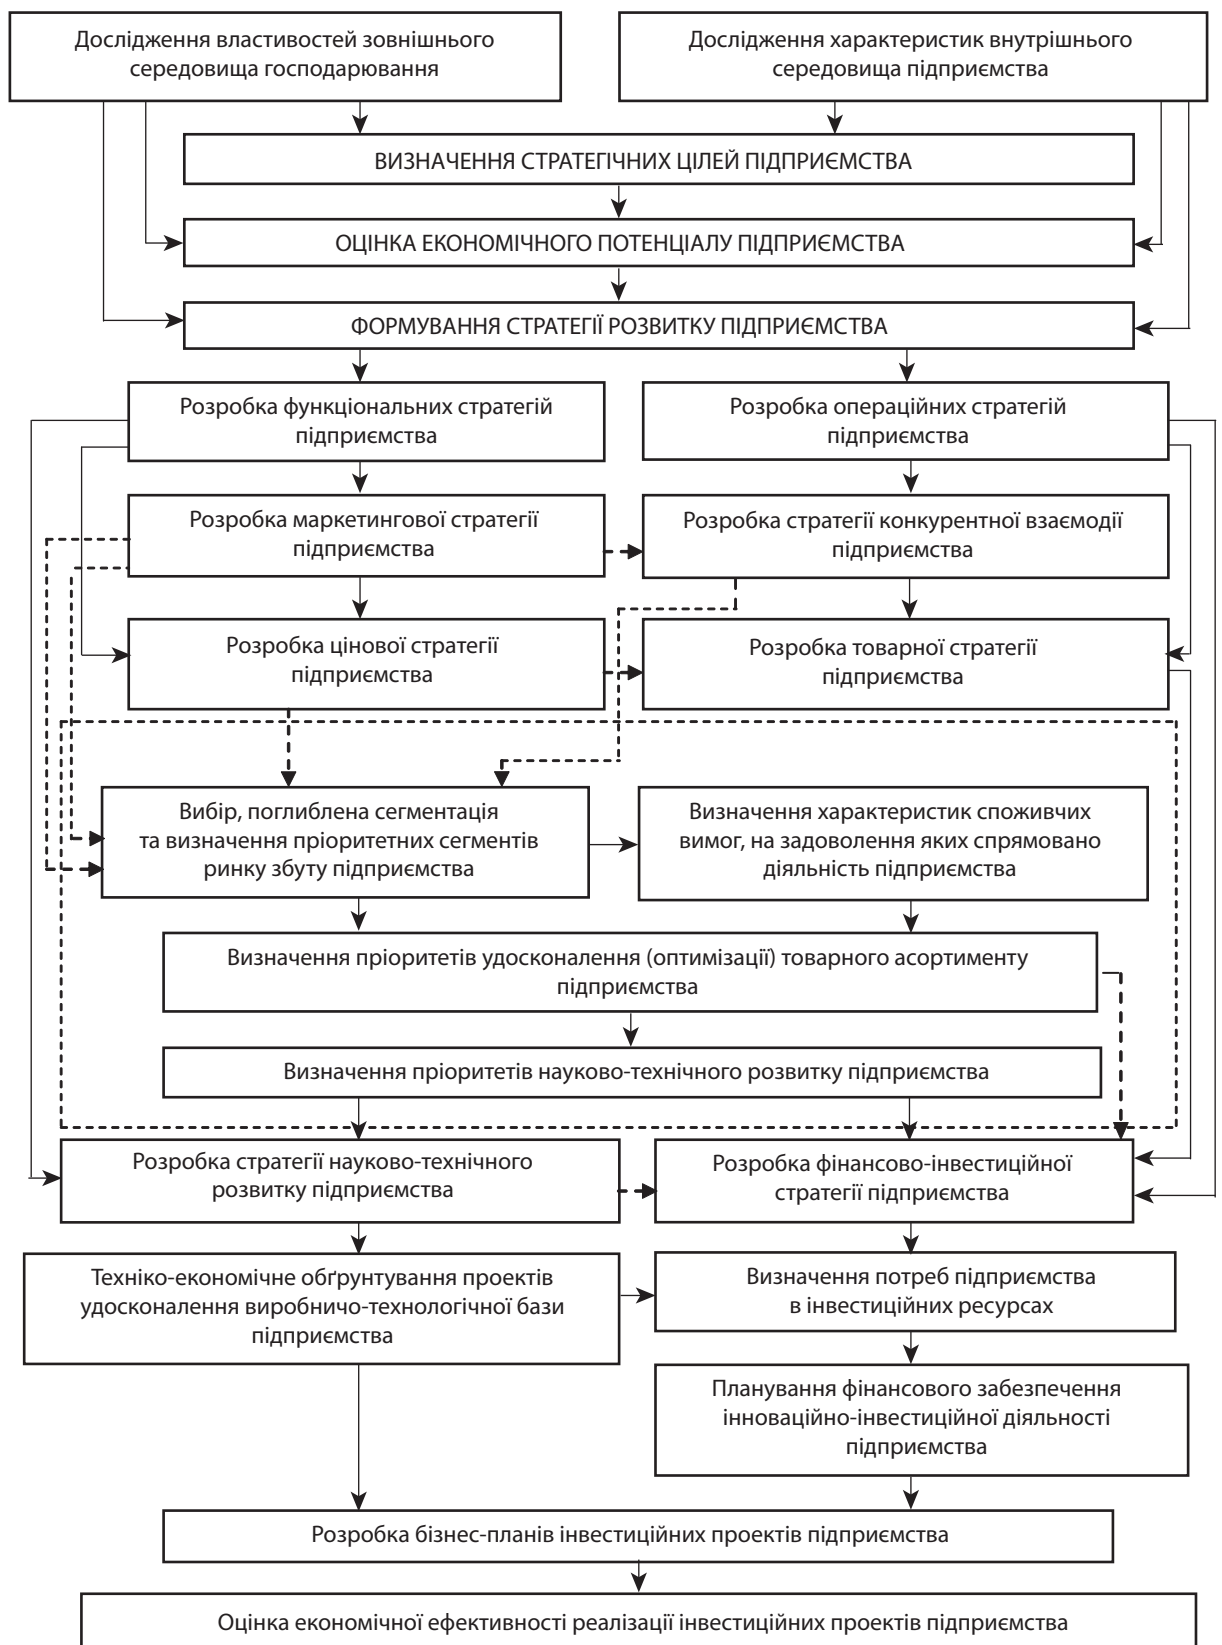 Дослідження властивостей зовнішнього
середовища господарювання
Дослідження характеристик внутрішнього
середовища підприємства
ВИЗНАЧЕННЯ СТРАТЕГІЧНИХ ЦІЛЕЙ ПІДПРИЄМСТВА
ОЦІНКА ЕКОНОМІЧНОГО ПОТЕНЦІАЛУ ПІДПРИЄМСТВА
ФОРМУВАННЯ СТРАТЕГІЇ РОЗВИТКУ ПІДПРИЄМСТВА
Розробка функціональних стратегій
підприємства
Розробка операційних стратегій
підприємства
Розробка маркетингової стратегії
підприємства
Розробка стратегії конкурентної взаємодії
підприємства
Розробка цінової стратегії
підприємства
Розробка товарної стратегії
підприємства
Вибір, поглиблена сегментація
та визначення пріоритетних сегментів
ринку збуту підприємства
Визначення характеристик споживчих
вимог, на задоволення яких спрямовано
діяльність підприємства
Визначення пріоритетів удосконалення (оптимізації) товарного асортименту
підприємства
Визначення пріоритетів науково-технічного розвитку підприємства
Розробка стратегії науково-технічного
розвитку підприємства
Розробка фінансово-інвестиційної
стратегії підприємства
Техніко-економічне обґрунтування проектів
удосконалення виробничо-технологічної бази
підприємства
Визначення потреб підприємства
в інвестиційних ресурсах
Планування фінансового забезпечення
інноваційно-інвестиційної діяльності
підприємства
Розробка бізнес-планів інвестиційних проектів підприємства
Оцінка економічної ефективності реалізації інвестиційних проектів підприємства